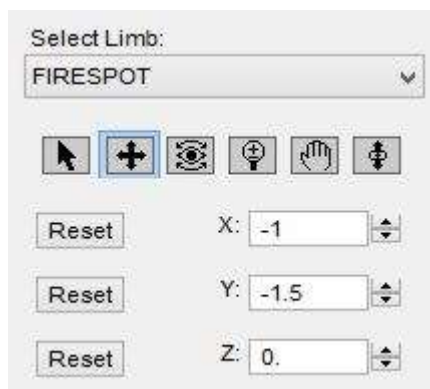 Select Limb:
FIRESPOT
Reset X: -1
Reset Y: -1.5
Reset Z: 0.